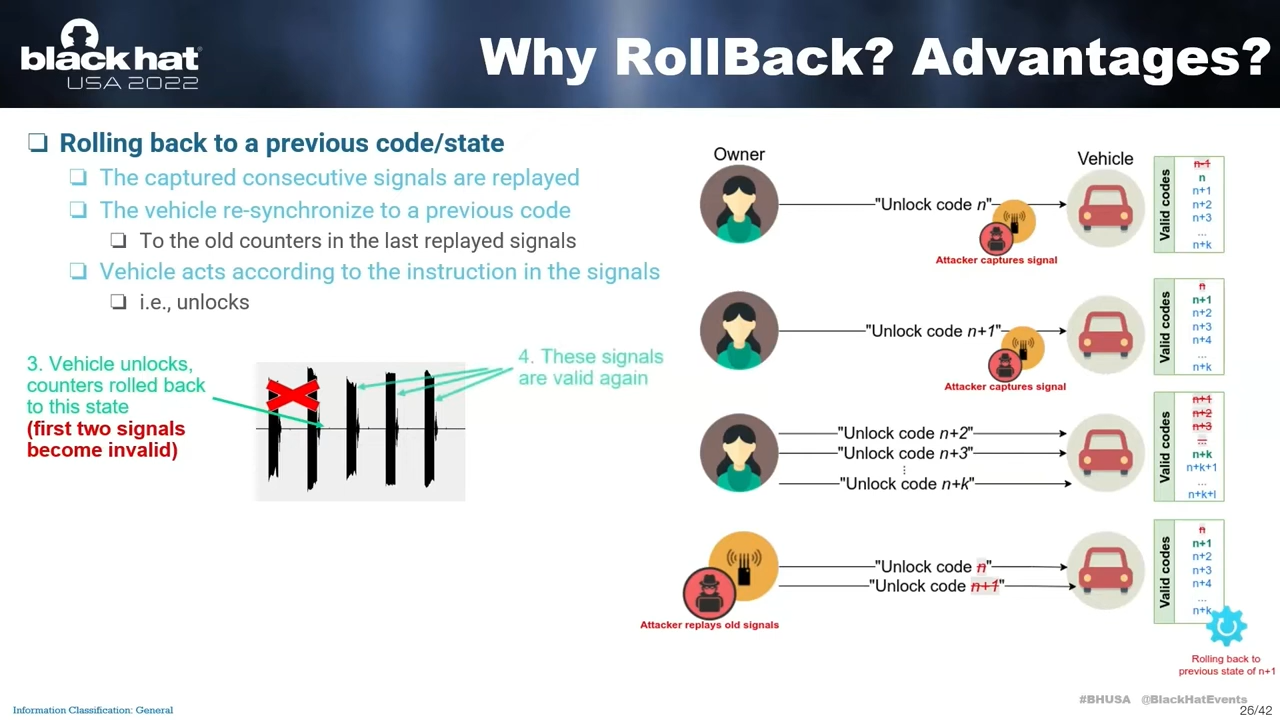 black hat
USA 2022
Why RollBack? Advantages?
Rolling back to a previous code/state
The captured consecutive signals are replayed
The vehicle re-synchronize to a previous code
To the old counters in the last replayed signals
Vehicle acts according to the instruction in the signals
i.e., unlocks
3. Vehicle unlocks,
counters rolled back
to this state
(first two signals
become invalid)
4. These signals
are valid again
Owner
Vehicle
"Unlock code n"
Attacker captures signal
Valid codes
n-1
n
n+1
n+2
n+3
...
n+k
"Unlock code n+1"
Attacker captures signal
Valid codes
n
n+1
n+2
n+3
n+4
...
n+k
"Unlock code n+2"
"Unlock code n+3"
"Unlock code n+k"
Valid codes
n+1
n+2
n+3
...
n+k
n+k+1
...
n+k+l
"Unlock code n"
"Unlock code n+1"
Attacker replays old signals
Valid codes
n
n+1
n+2
n+3
n+4
...
n+k
Rolling back to
previous state of n+1
#BHUSA @BlackHatEvents
Information Classification: General
26/42